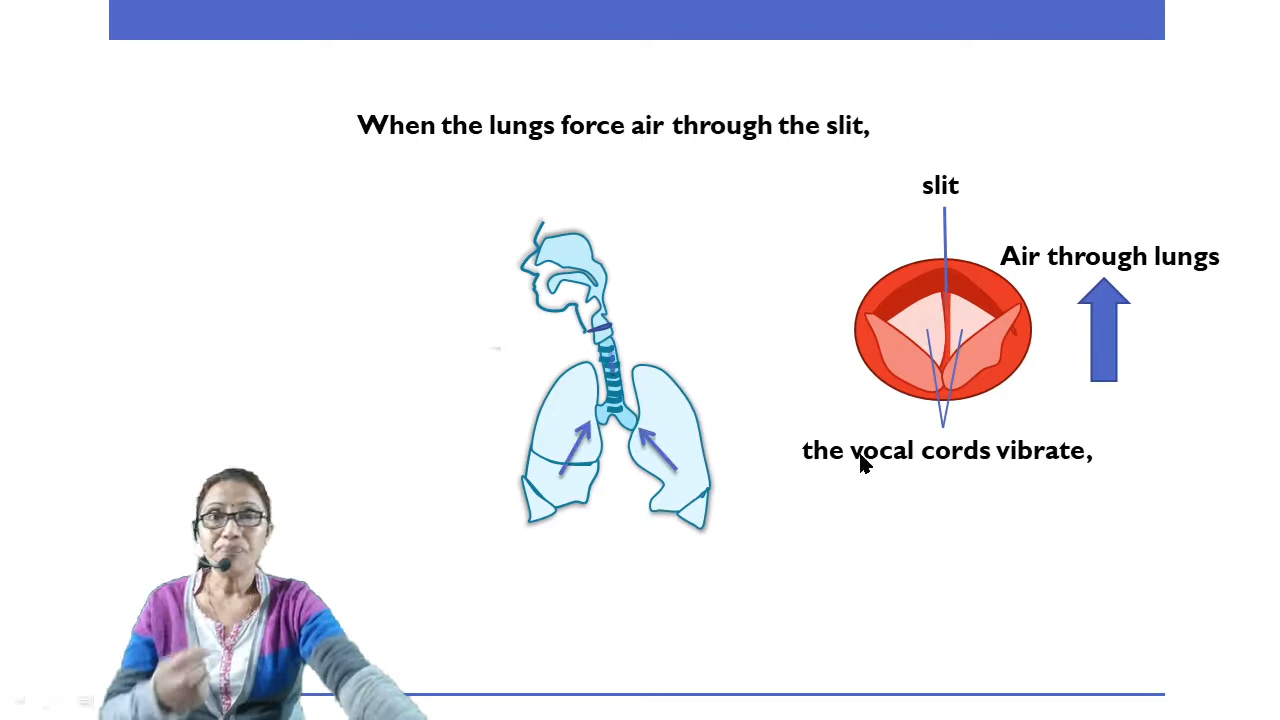 When the lungs force air through the slit,
slit
Air through lungs
the vocal cords vibrate,